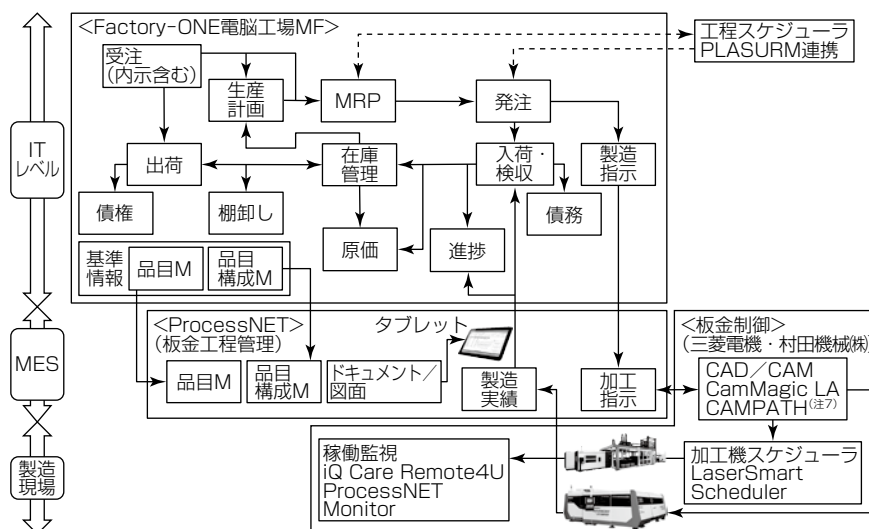 <Factory-ONE電脳工場MF>
受注
(内示含む)
生産
計画
MRP
発注
工程スケジューラ
PLASURM連携
IT
レベル
出荷
在庫
管理
入荷・
検収
製造
指示
債権
棚卸し
債務
原価
進捗
基準
情報
品目M
品目
構成M
<ProcessNET>
(板金工程管理)
タブレット
<板金制御>
(三菱電機・村田機械㈱)
MES
品目M
品目
構成M
ドキュメント/
図面
製造
実績
加工
指示
CAD/CAM
CamMagic LA
CAMPATH(注7)
製造
現場
稼働監視
iQ Care Remote4U
ProcessNET
Monitor
加工機スケジューラ
LaserSmart
Scheduler